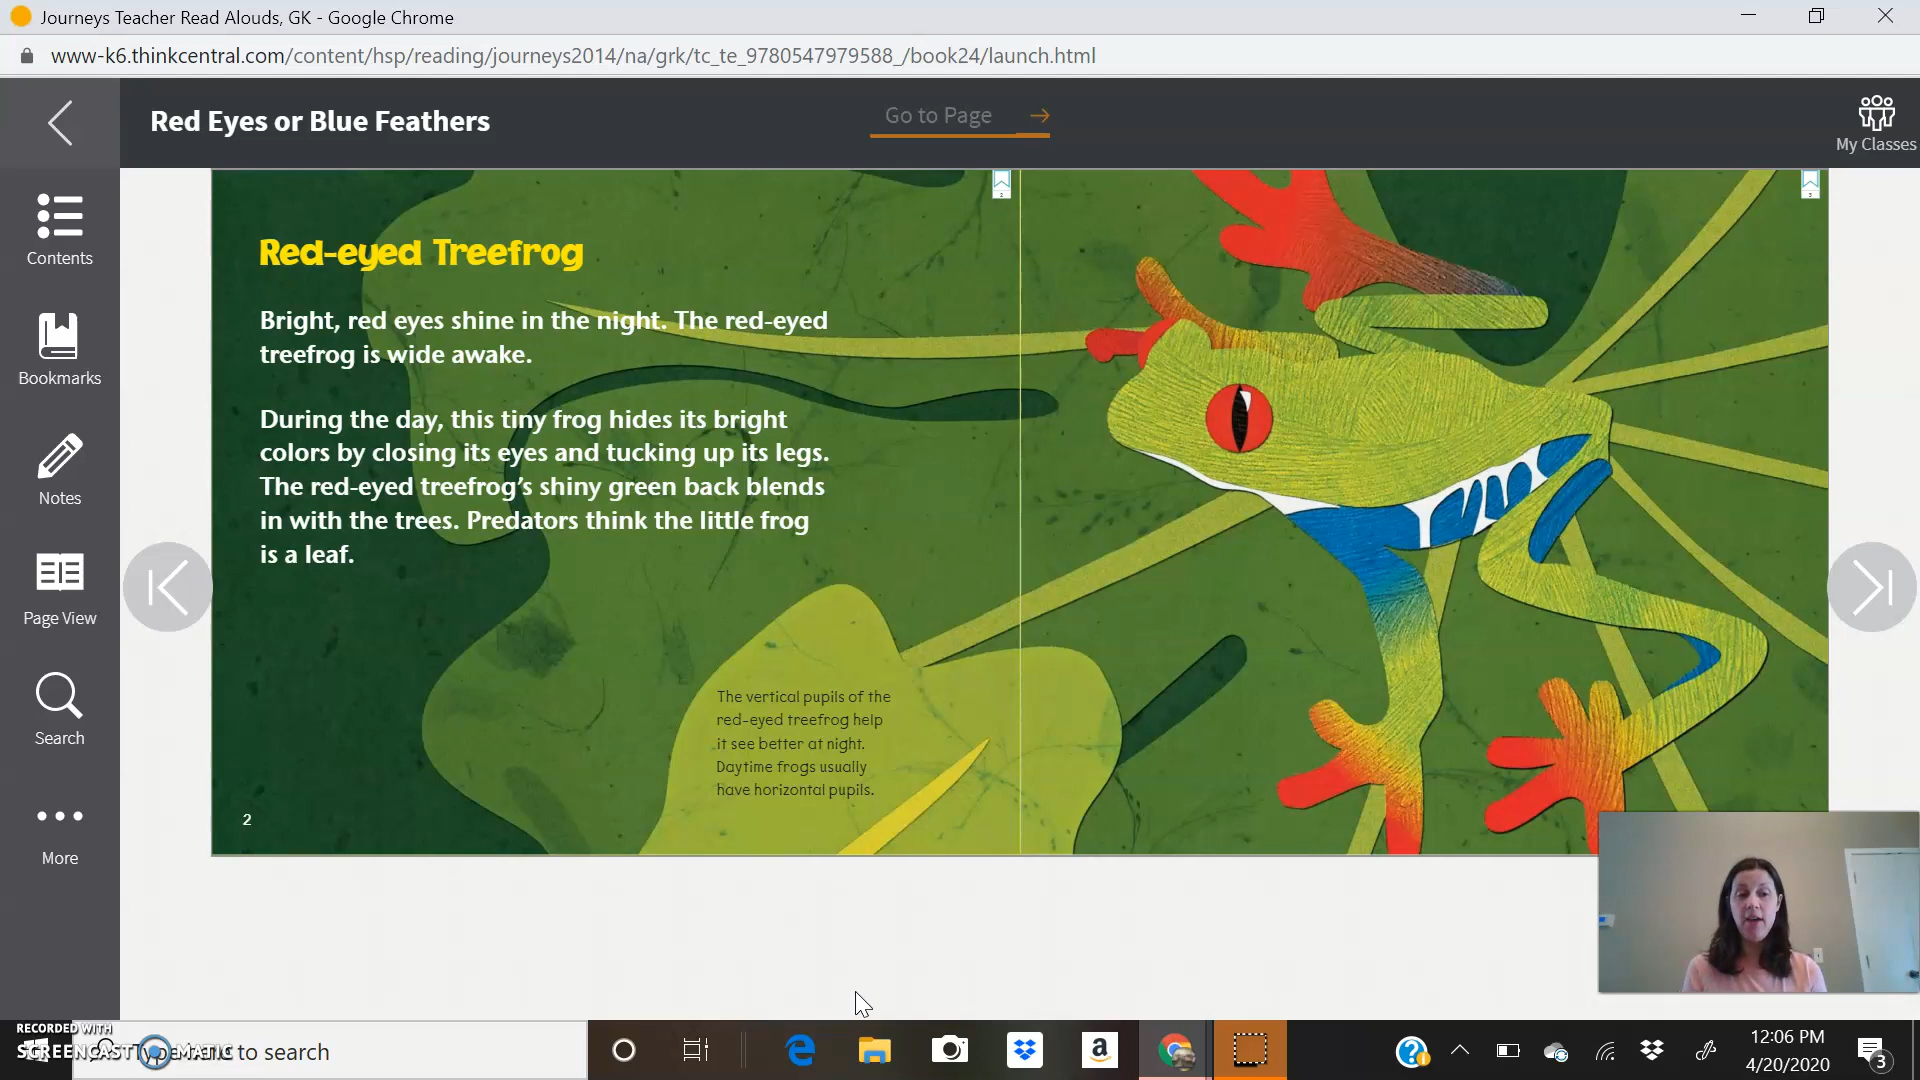 Journeys Teacher Read Alouds, GK - Google Chrome
www-k6.thinkcentral.com/content/hsp/reading/journeys2014/na/grk/tc_te_9780547979588_/book24/launch.html
Red Eyes or Blue Feathers
Go to Page
My Classes
Contents
Bookmarks
Notes
Page View
Search
More
Red-eyed Treefrog
Bright, red eyes shine in the night. The red-eyed
treefrog is wide awake.
During the day, this tiny frog hides its bright
colors by closing its eyes and tucking up its legs.
The red-eyed treefrog's shiny green back blends
in with the trees. Predators think the little frog
is a leaf.
The vertical pupils of the
red-eyed treefrog help
it see better at night.
Daytime frogs usually
have horizontal pupils.
2
RECORDED WITH
SCREENCAST MATIC
to search
12:06 PM
4/20/2020
3